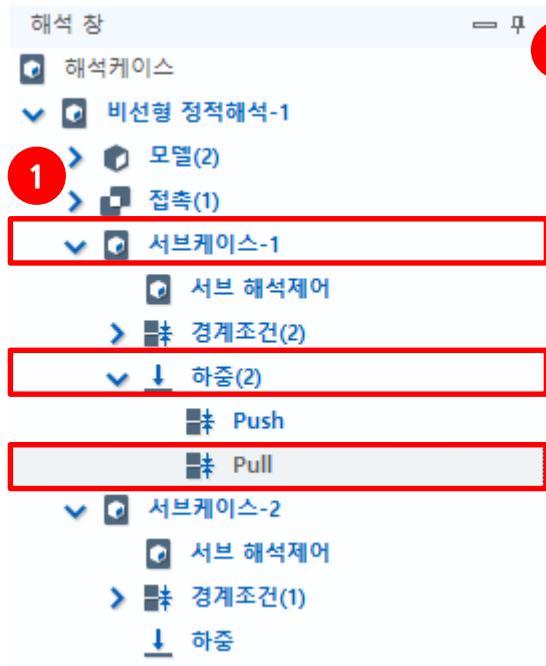 해석 창
해석케이스
비선형 정적해석-1
모델(2)
1
접촉(1)
서브케이스-1
서브 해석제어
경계조건(2)
하중(2)
Push
Pull
서브케이스-2
서브 해석제어
경계조건(1)
하중